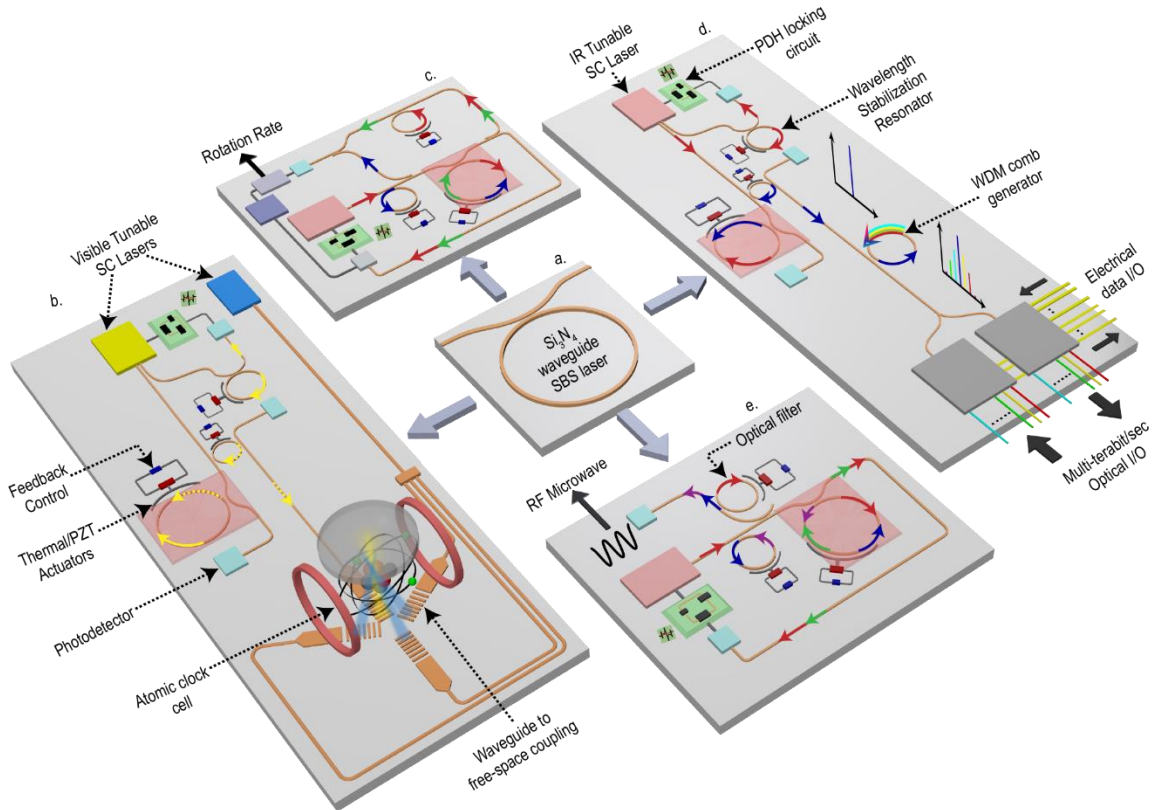 a.
Si3N4
waveguide
SBS laser
b.
Visible Tunable
SC Lasers
Feedback
Control
Thermal/PZT
Actuators
Photodetector
Atomic clock
cell
Waveguide to
free-space coupling
c.
Rotation Rate
d.
IR Tunable
SC Laser
PDH locking
circuit
Wavelength
Stabilization
Resonator
WDM comb
generator
Electrical
data I/O
Multi-terabit/sec
Optical I/O
e.
Optical filter
RF Microwave